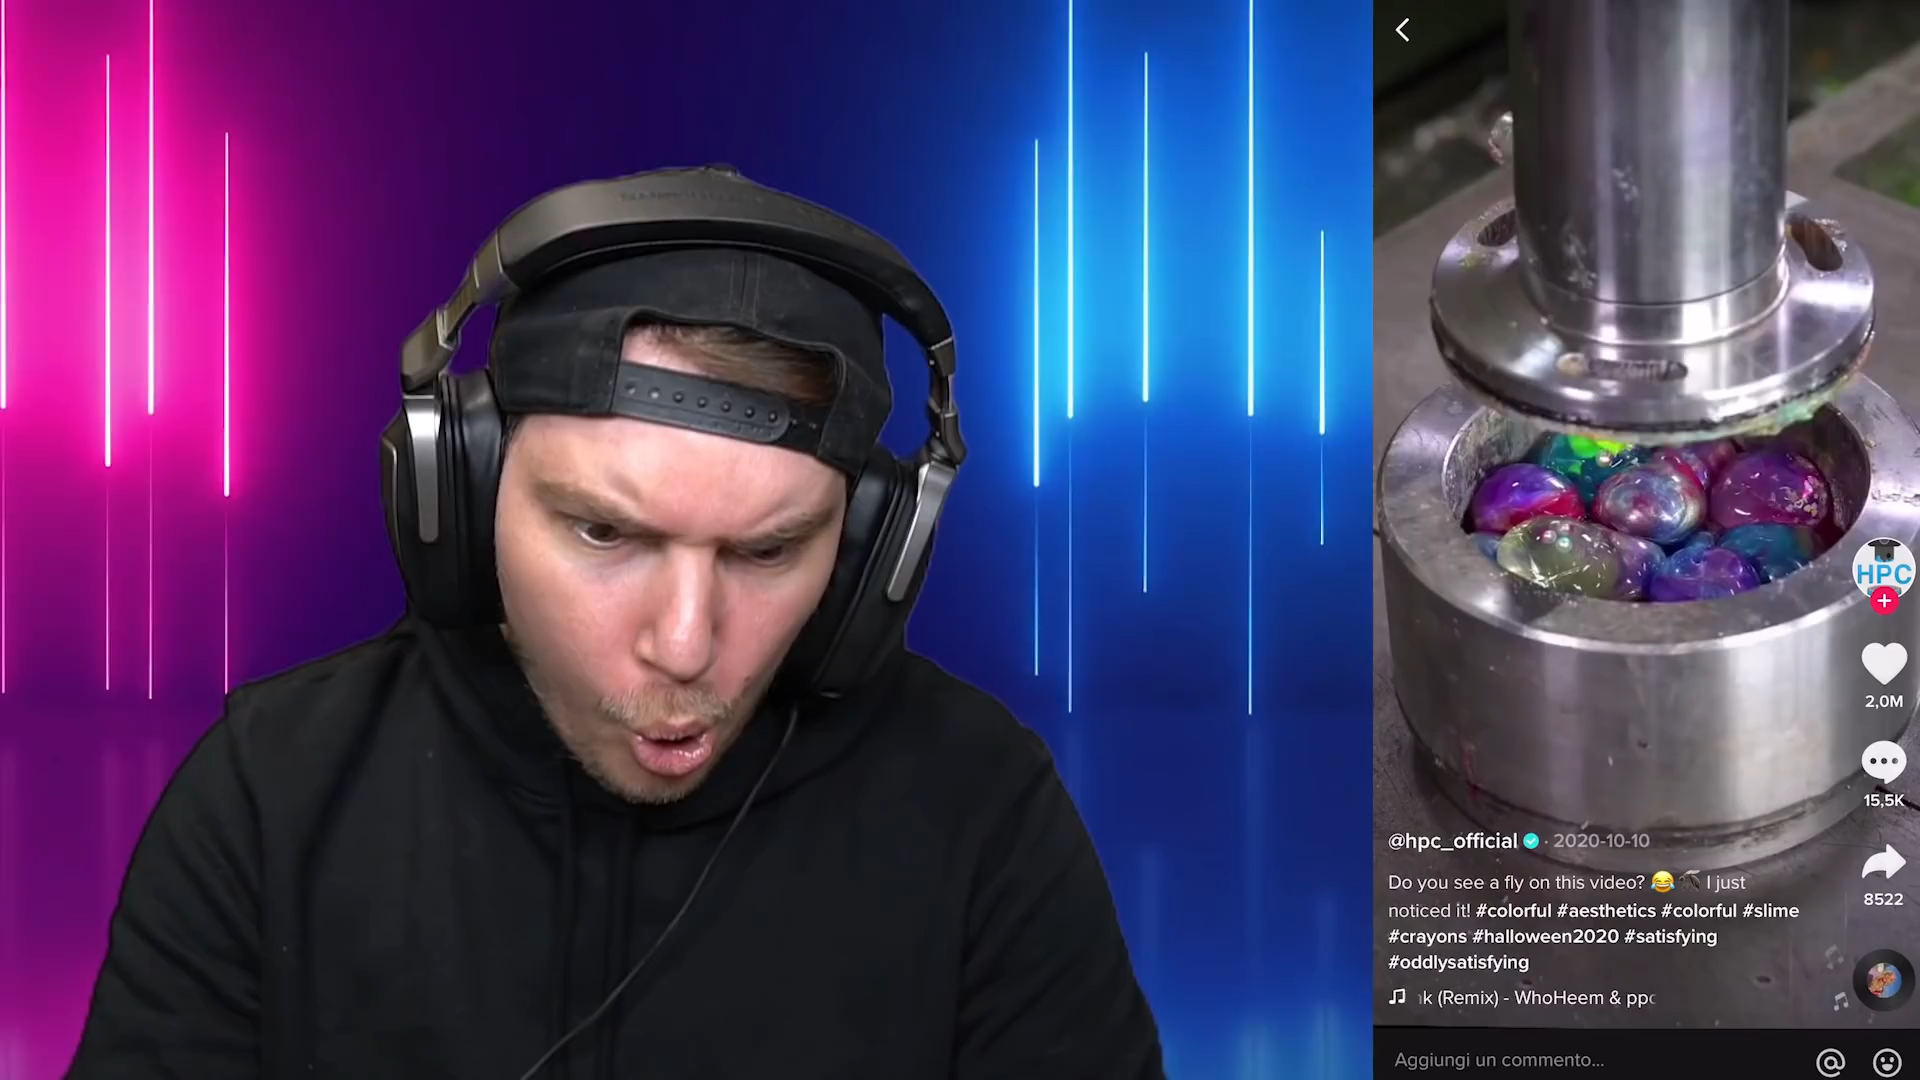 HPC
2,0M
15,5K
@hpc_official · 2020-10-10
8522
Do you see a fly on this video? 😂 🦟 I just
noticed it! #colorful #aesthetics #colorful #slime
#crayons #halloween2020 #satisfying
#oddlysatisfying
(Remix) - WhoHeem &
Aggiungi un commento...